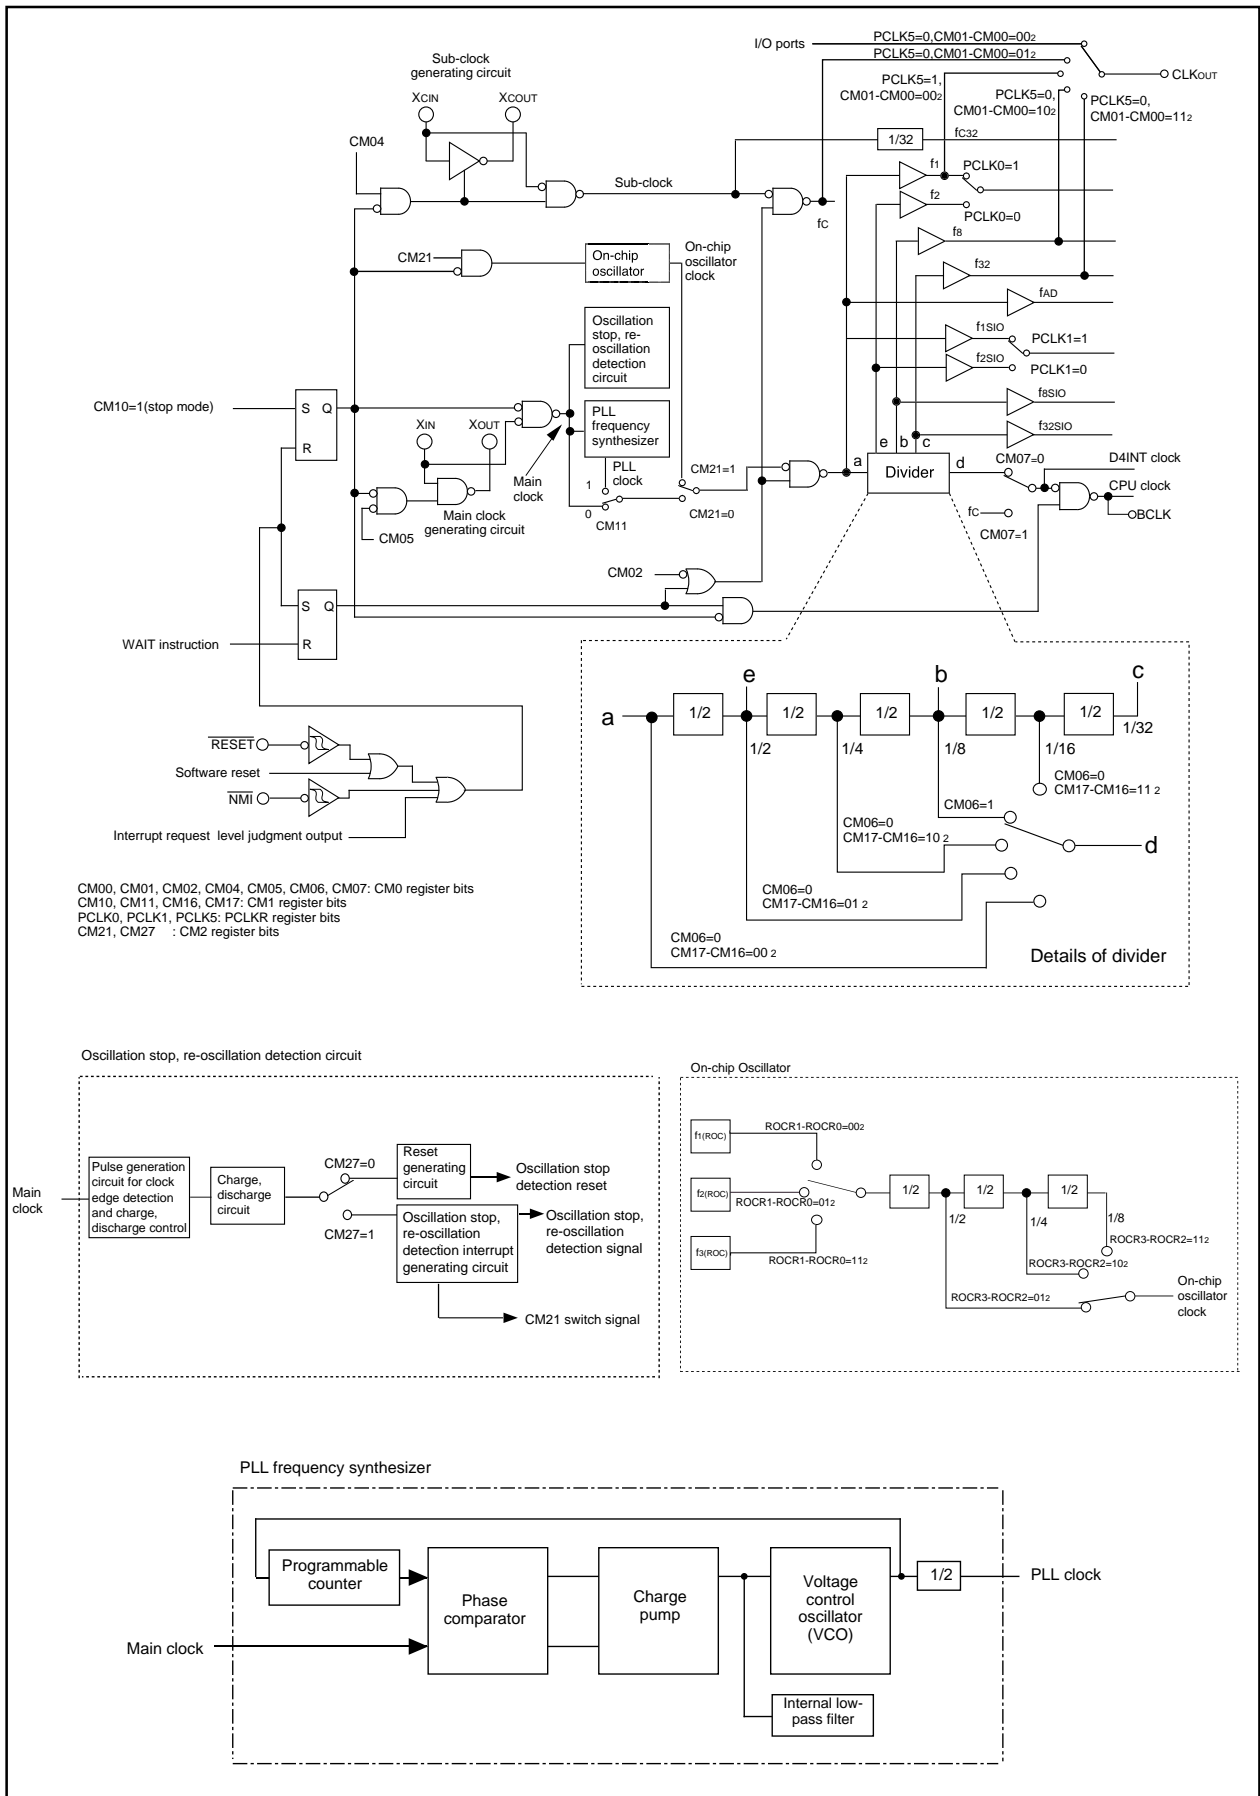 I/O ports
PCLK5=0,CM01-CM00=002
PCLK5=0,CM01-CM00=012
PCLK5=1,
CM01-CM00=002
PCLK5=0,
CM01-CM00=102
PCLK5=0,
CM01-CM00=112
CLKOUT
Sub-clock
generating circuit
XCIN
XCOUT
CM04
Sub-clock
1/32
fC32
fC
f1
PCLK0=1
f2
PCLK0=0
f8
f32
fAD
f1SIO
PCLK1=1
f2SIO
PCLK1=0
f8SIO
f32SIO
CM21
On-chip
oscillator
On-chip
oscillator
clock
Oscillation
stop, re-
oscillation
detection
circuit
CM10=1(stop mode)
S
Q
R
XIN
XOUT
PLL
frequency
synthesizer
Main
clock
PLL
clock
1
0
CM11
CM21=1
CM21=0
CM05
Main clock
generating circuit
e
b
c
a
Divider
d
CM07=0
D4INT clock
CPU clock
BCLK
fC
CM07=1
CM02
S
Q
R
WAIT instruction
RESET
Software reset
NMI
Interrupt request level judgment output
a
e
b
c
1/2
1/2
1/2
1/2
1/2
1/2
1/4
1/8
1/16
1/32
CM06=0
CM17-CM16=11 2
CM06=1
CM06=0
CM17-CM16=10 2
d
CM06=0
CM17-CM16=01 2
CM06=0
CM17-CM16=00 2
Details of divider
CM00, CM01, CM02, CM04, CM05, CM06, CM07: CM0 register bits
CM10, CM11, CM16, CM17: CM1 register bits
PCLK0, PCLK1, PCLK5: PCLKR register bits
CM21, CM27 : CM2 register bits
Oscillation stop, re-oscillation detection circuit
Main
clock
Pulse generation
circuit for clock
edge detection
and charge,
discharge control
Charge,
discharge
circuit
CM27=0
CM27=1
Reset
generating
circuit
Oscillation stop
detection reset
Oscillation stop,
re-oscillation
detection interrupt
generating circuit
Oscillation stop,
re-oscillation
detection signal
CM21 switch signal
On-chip Oscillator
f1(ROC)
ROCR1-ROCR0=002
f2(ROC)
ROCR1-ROCR0=012
f3(ROC)
ROCR1-ROCR0=112
1/2
1/2
1/2
1/2
1/4
1/8
ROCR3-ROCR2=112
ROCR3-ROCR2=102
ROCR3-ROCR2=012
On-chip
oscillator
clock
PLL frequency synthesizer
Programmable
counter
Main clock
Phase
comparator
Charge
pump
Voltage
control
oscillator
(VCO)
1/2
PLL clock
Internal low-
pass filter